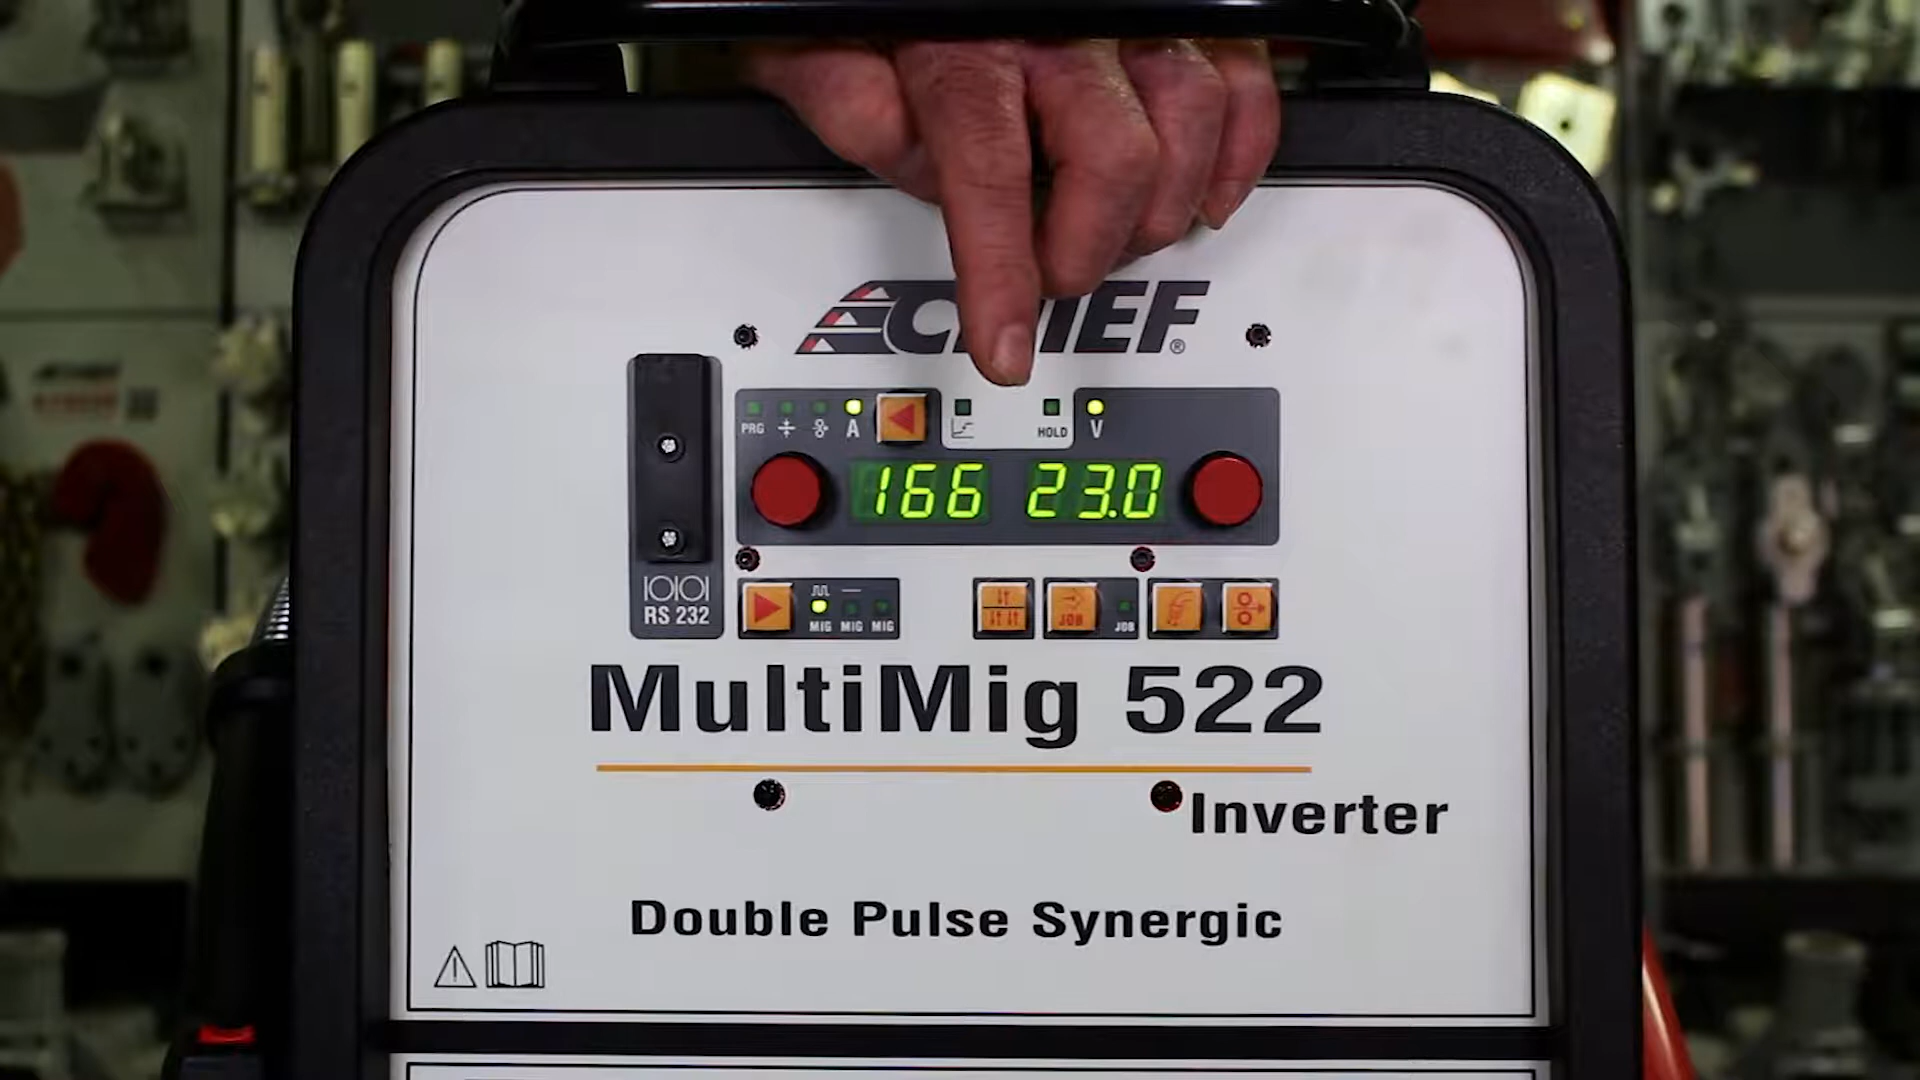 CHIEF®
PRG A HOLD V
166 23.0
RS 232
MIG MIG MIG JOB JOB
MultiMig 522
Inverter
Double Pulse Synergic